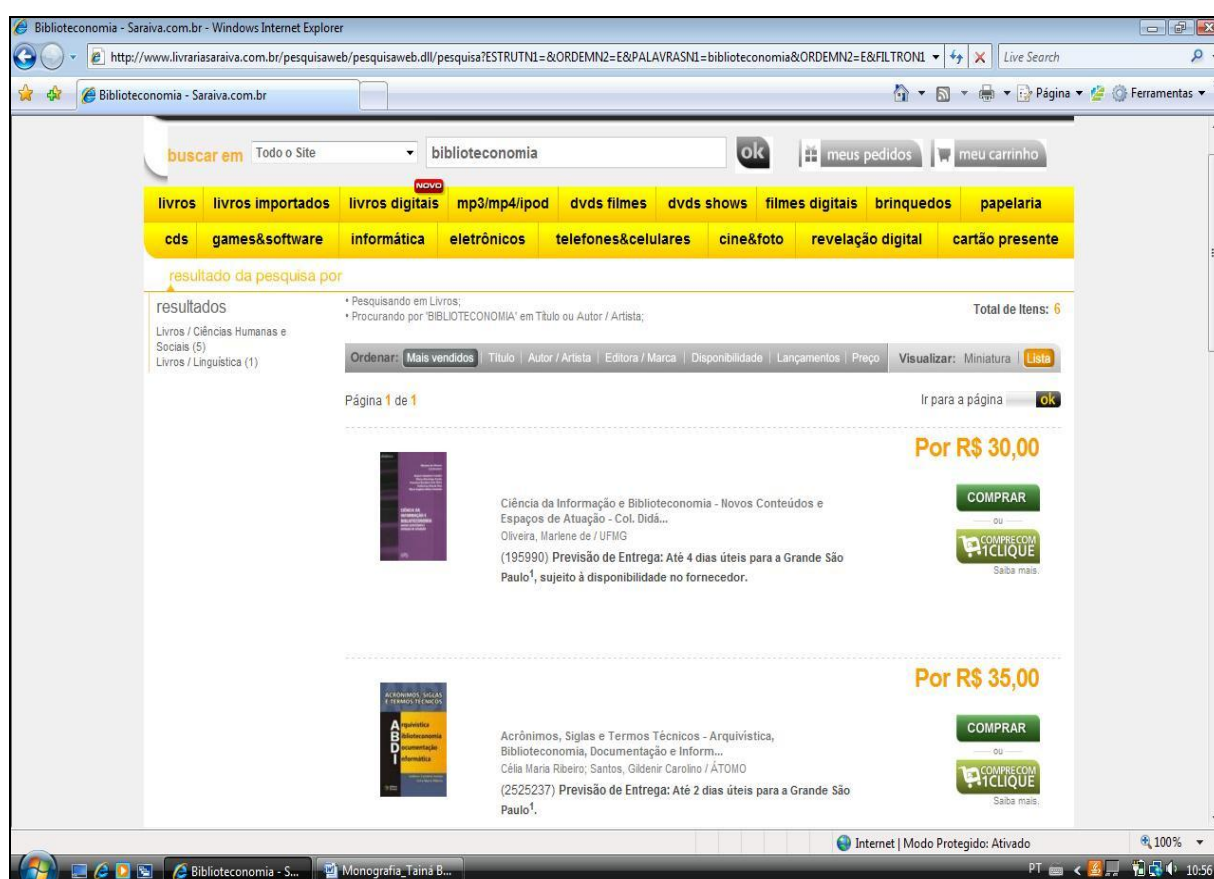 Biblioteconomia - Saraiva.com.br - Windows Internet Explorer
http://www.livrariasaraiva.com.br/pesquisaweb/pesquisaweb.dll/pesquisa?ESTRUTN1=&ORDEMN2=E&PALAVRASN1=biblioteconomia&ORDEMN2=E&FILTRON1
Live Search
Biblioteconomia - Saraiva.com.br
Página
Ferramentas
buscar em Todo o Site biblioteconomia ok meus pedidos meu carrinho
NOVO
livros livros importados livros digitais mp3/mp4/ipod dvds filmes dvds shows filmes digitais brinquedos papelaria
cds games&software informática eletrônicos telefones&celulares cine&foto revelação digital cartão presente
resultado da pesquisa por
resultados
Livros / Ciências Humanas e
Sociais (5)
Livros / Linguística (1)
• Pesquisando em Livros;
• Procurando por 'BIBLIOTECONOMIA' em Título ou Autor / Artista;
Total de Itens: 6
Ordenar: Mais vendidos | Título | Autor / Artista | Editora / Marca | Disponibilidade | Lançamentos | Preço Visualizar: Miniatura | Lista
Página 1 de 1
Ir para a página ok
Por R$ 30,00
CIÊNCIA DA
INFORMAÇÃO E
BIBLIOTECONOMIA
Ciência da Informação e Biblioteconomia - Novos Conteúdos e
Espaços de Atuação - Col. Didá...
Oliveira, Marlene de / UFMG
(195990) Previsão de Entrega: Até 4 dias úteis para a Grande São
Paulo¹, sujeito à disponibilidade no fornecedor.
COMPRAR
ou
COMPRE COM
1CLIQUE
Saiba mais.
Por R$ 35,00
ACRÔNIMOS, SIGLAS
E TERMOS TÉCNICOS
Arquivística
Biblioteconomia
Documentação
Informática
Acrônimos, Siglas e Termos Técnicos - Arquivística,
Biblioteconomia, Documentação e Inform...
Célia Maria Ribeiro; Santos, Gildenir Carolino / ÁTOMO
(2525237) Previsão de Entrega: Até 2 dias úteis para a Grande São
Paulo¹.
COMPRAR
ou
COMPRE COM
1CLIQUE
Saiba mais.
Internet | Modo Protegido: Ativado
100%
Biblioteconomia - S...
Monografia_Tainá B...
PT
10:56